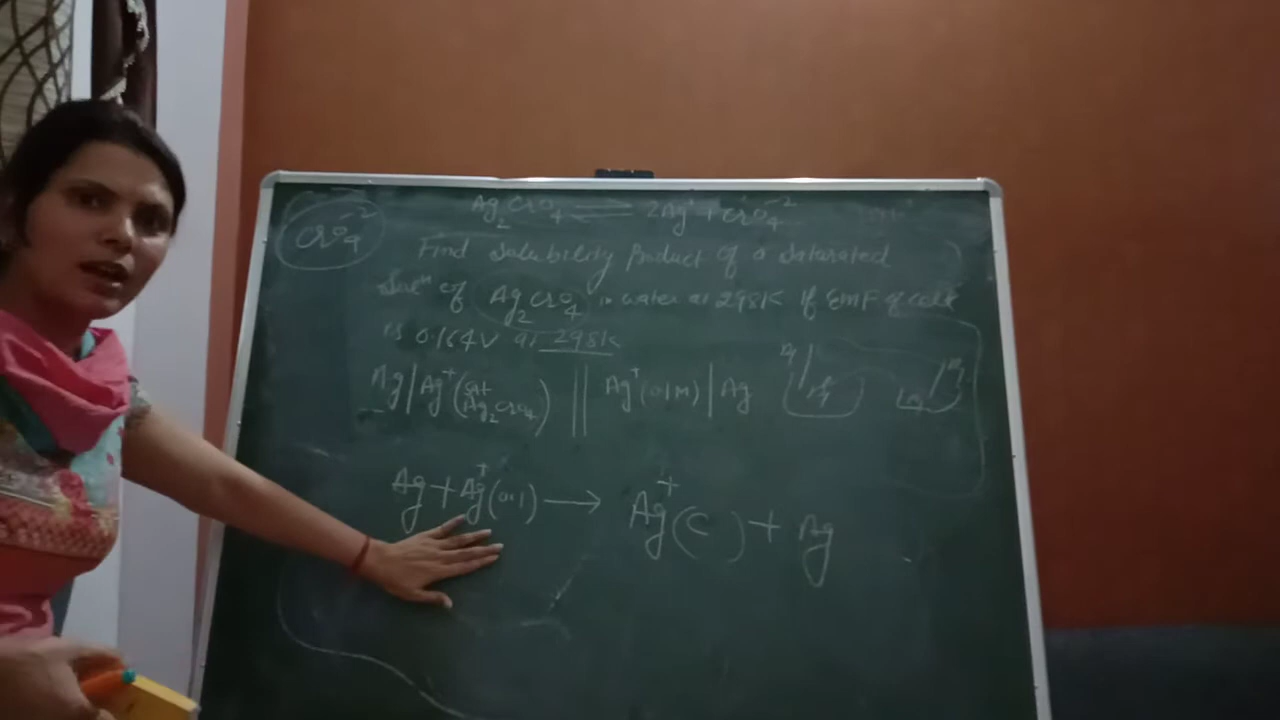 Ag₂CrO₄ ⇌ 2Ag⁺ + CrO₄⁻²
CrO₄⁻²
Find Solubility Product of a Saturated
Solⁿ of Ag₂CrO₄ in water at 298K If EMF of cell
is 0.164V at 298K
Ag | Ag⁺ (sat Ag₂CrO₄) || Ag⁺ (0.1M) | Ag
Ag + Ag⁺(0.1) → Ag⁺(C ) + Ag